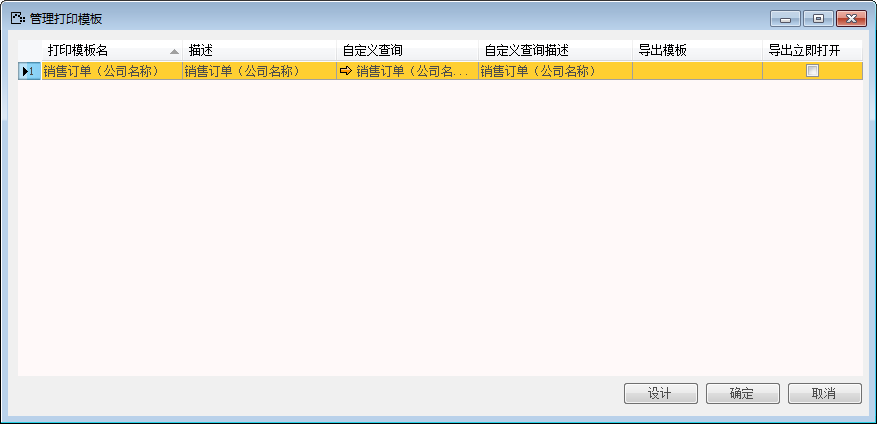 管理打印模板
打印模板名 描述 自定义查询 自定义查询描述 导出模板 导出立即打开
1 销售订单（公司名称） 销售订单（公司名称） 销售订单（公司名... 销售订单（公司名称）
设计 确定 取消